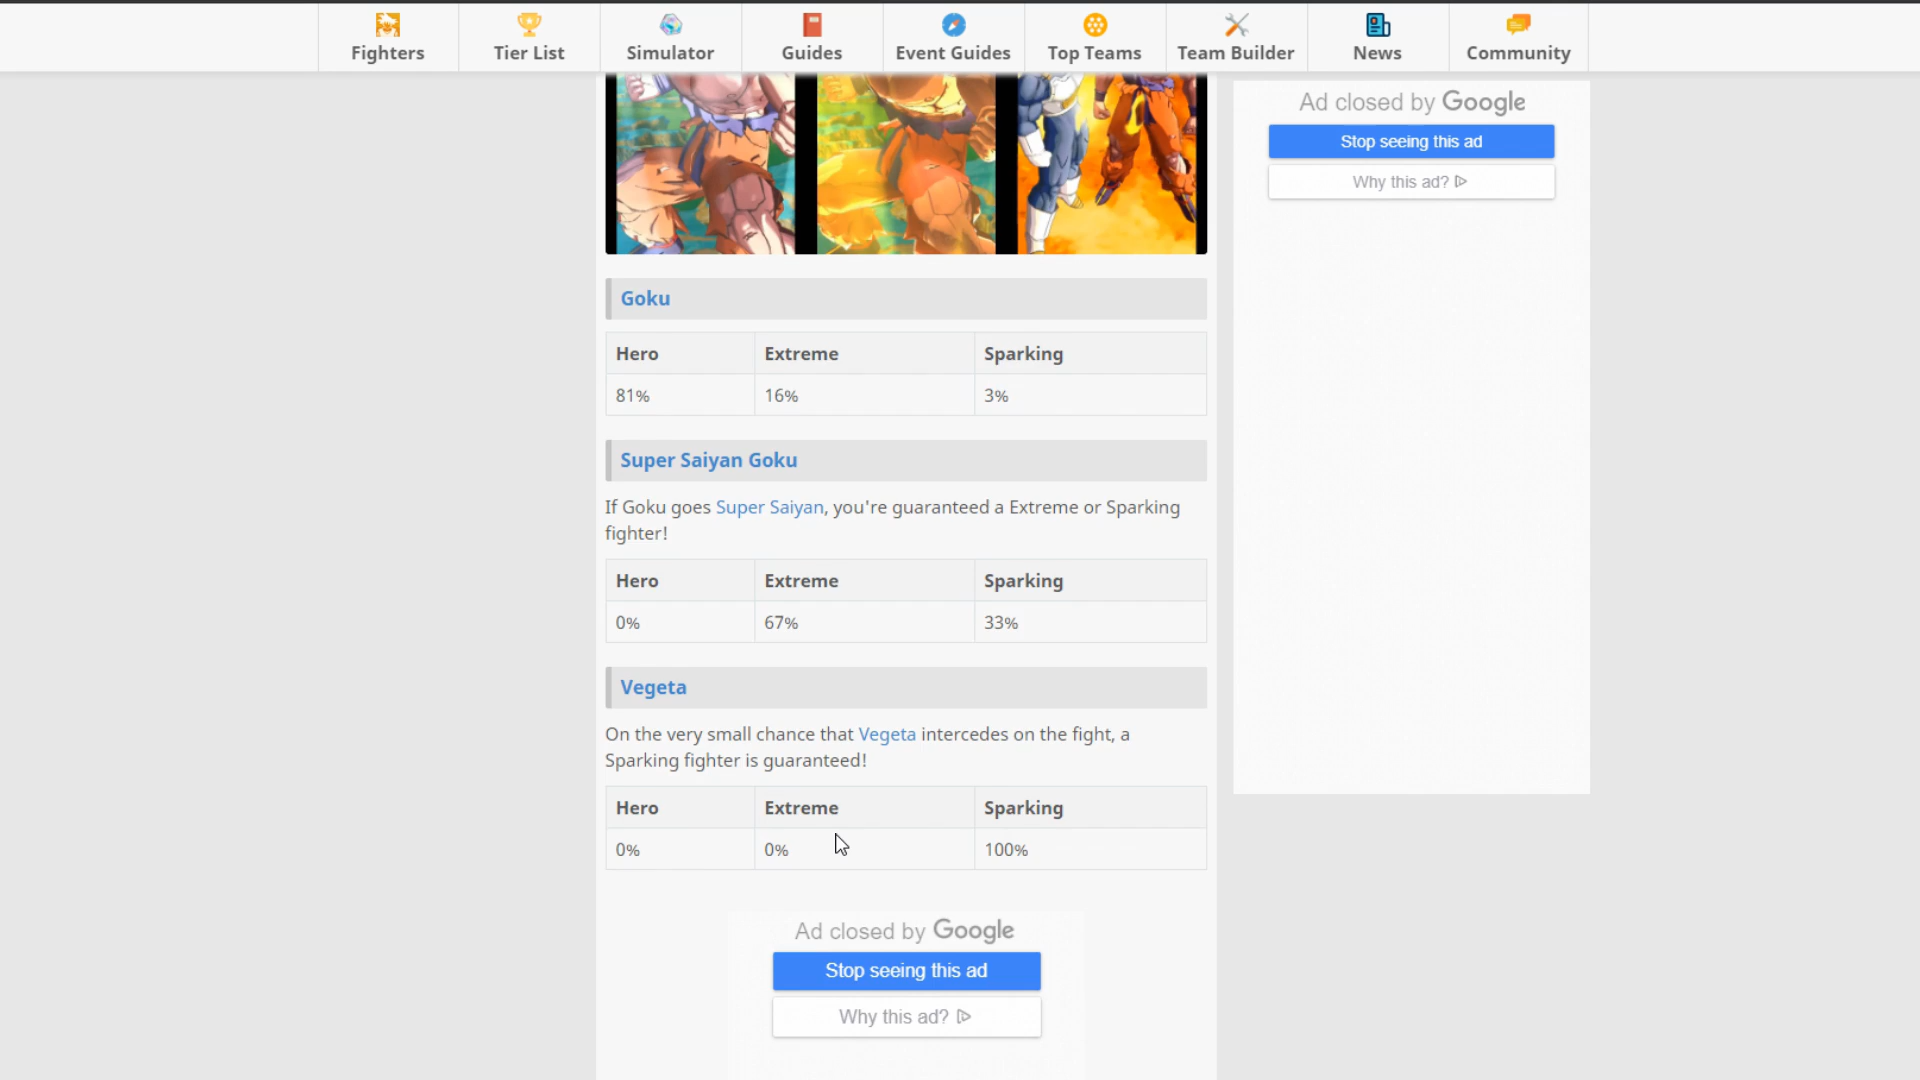 Fighters Tier List Simulator Guides Event Guides Top Teams Team Builder News Community
Ad closed by Google
Stop seeing this ad
Why this ad?
Goku
Hero Extreme Sparking
81% 16% 3%
Super Saiyan Goku
If Goku goes Super Saiyan, you're guaranteed a Extreme or Sparking
fighter!
Hero Extreme Sparking
0% 67% 33%
Vegeta
On the very small chance that Vegeta intercedes on the fight, a
Sparking fighter is guaranteed!
Hero Extreme Sparking
0% 0% 100%
Ad closed by Google
Stop seeing this ad
Why this ad?